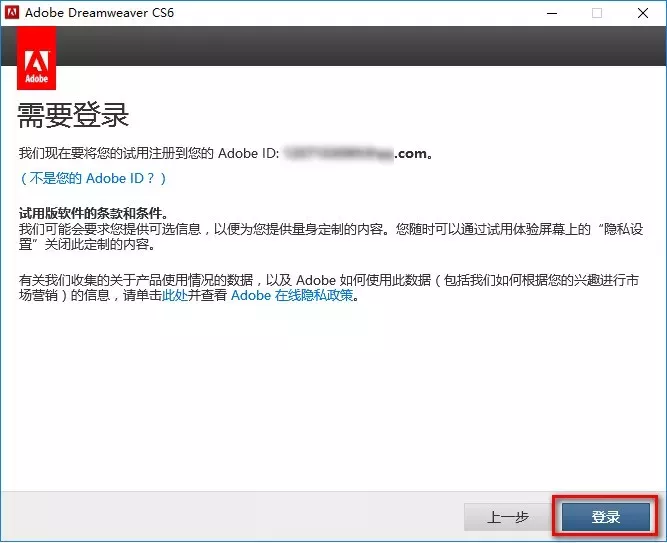 Adobe Dreamweaver CS6
Adobe
需要登录
我们现在要将您的试用注册到您的 Adobe ID: .com。
（不是您的 Adobe ID？）
试用版软件的条款和条件。
我们可能会要求您提供可选信息，以便为您提供量身定制的内容。您随时可以通过试用体验屏幕上的“隐私设
置”关闭此定制的内容。
有关我们收集的关于产品使用情况的数据，以及 Adobe 如何使用此数据（包括我们如何根据您的兴趣进行市
场营销）的信息，请单击此处并查看 Adobe 在线隐私政策。
上一步
登录